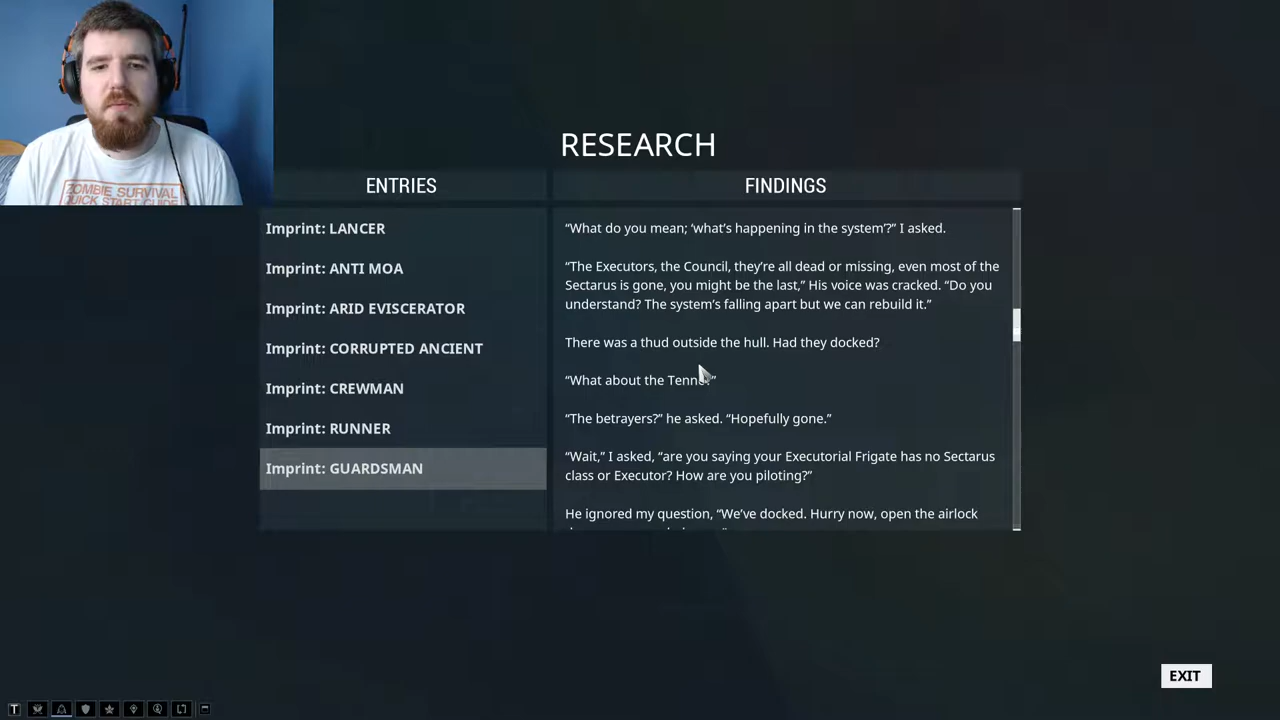 ZOMBIE SURVIVAL
QUICK START GUIDE
RESEARCH
ENTRIES
FINDINGS
Imprint: LANCER
Imprint: ANTI MOA
Imprint: ARID EVISCERATOR
Imprint: CORRUPTED ANCIENT
Imprint: CREWMAN
Imprint: RUNNER
Imprint: GUARDSMAN
“What do you mean; ‘what’s happening in the system’?” I asked.
“The Executors, the Council, they’re all dead or missing, even most of the
Sectarus is gone, you might be the last,” His voice was cracked. “Do you
understand? The system’s falling apart but we can rebuild it.”
There was a thud outside the hull. Had they docked?
“What about the Tenno?”
“The betrayers?” he asked. “Hopefully gone.”
“Wait,” I asked, “are you saying your Executorial Frigate has no Sectarus
class or Executor? How are you piloting?”
He ignored my question, “We’ve docked. Hurry now, open the airlock
EXIT
T